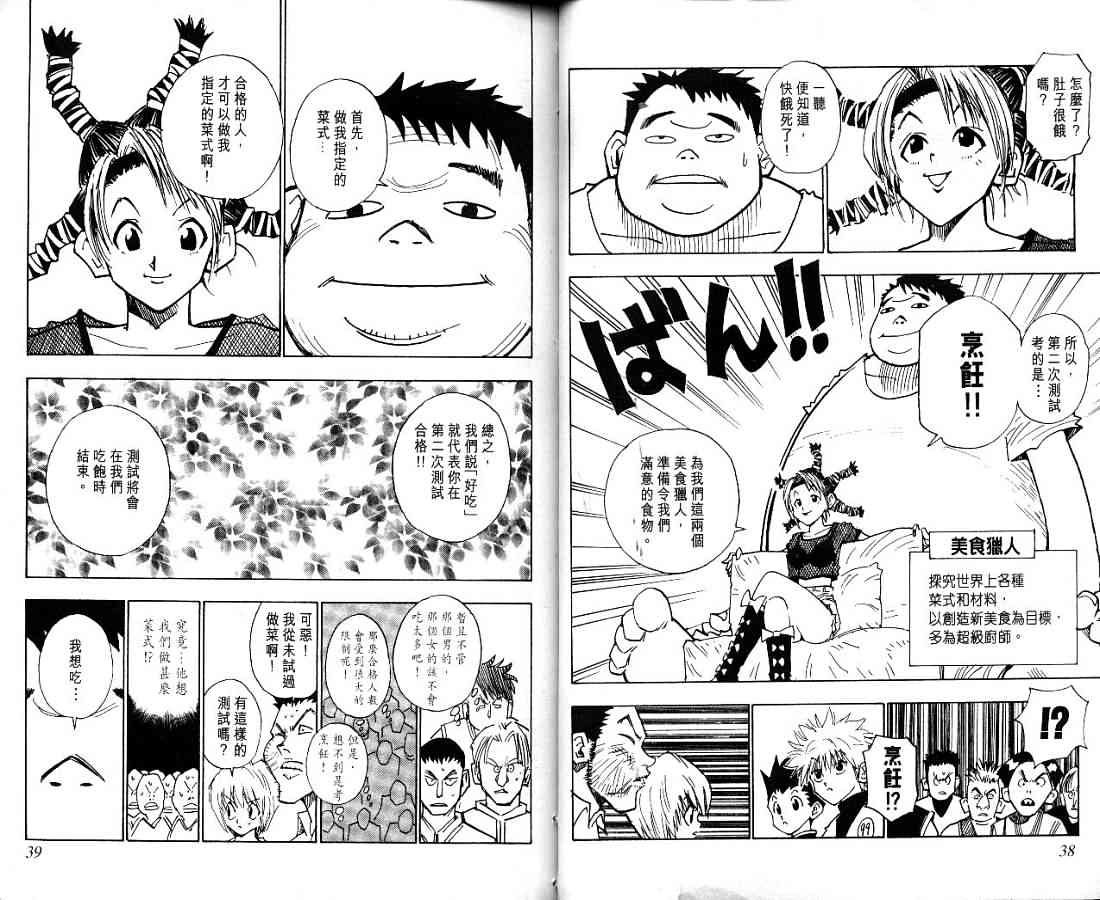 怎麼了?
肚子很餓
嗎?
一聽
便知道,
快餓死了!
ばん!!
所以,
第二次測試
考的是…
烹飪!!
為我們這兩個
美食獵人,
準備令我們
滿意的食物。
美食獵人
探究世界上各種
菜式和材料,
以創造新美食為目標,
多為超級廚師。
!?
烹飪!?
99
38
首先,
做我指定的
菜式…
合格的人,
才可以做我
指定的菜式啊!
總之,
我們說「好吃」
就代表你在
第二次測試
合格!!
測試將會
在我們
吃飽時
結束。
暫且不管
那個男的,
那個女的該不會
吃太多吧!
那麼合格人數
會受到很大的
限制呢!
但是,
想不到是考
烹飪!
可惡!
我從未試過
做菜啊!
有這樣的
測試嗎?
究竟…他想
我們做甚麼
菜式!?
我想吃…
39